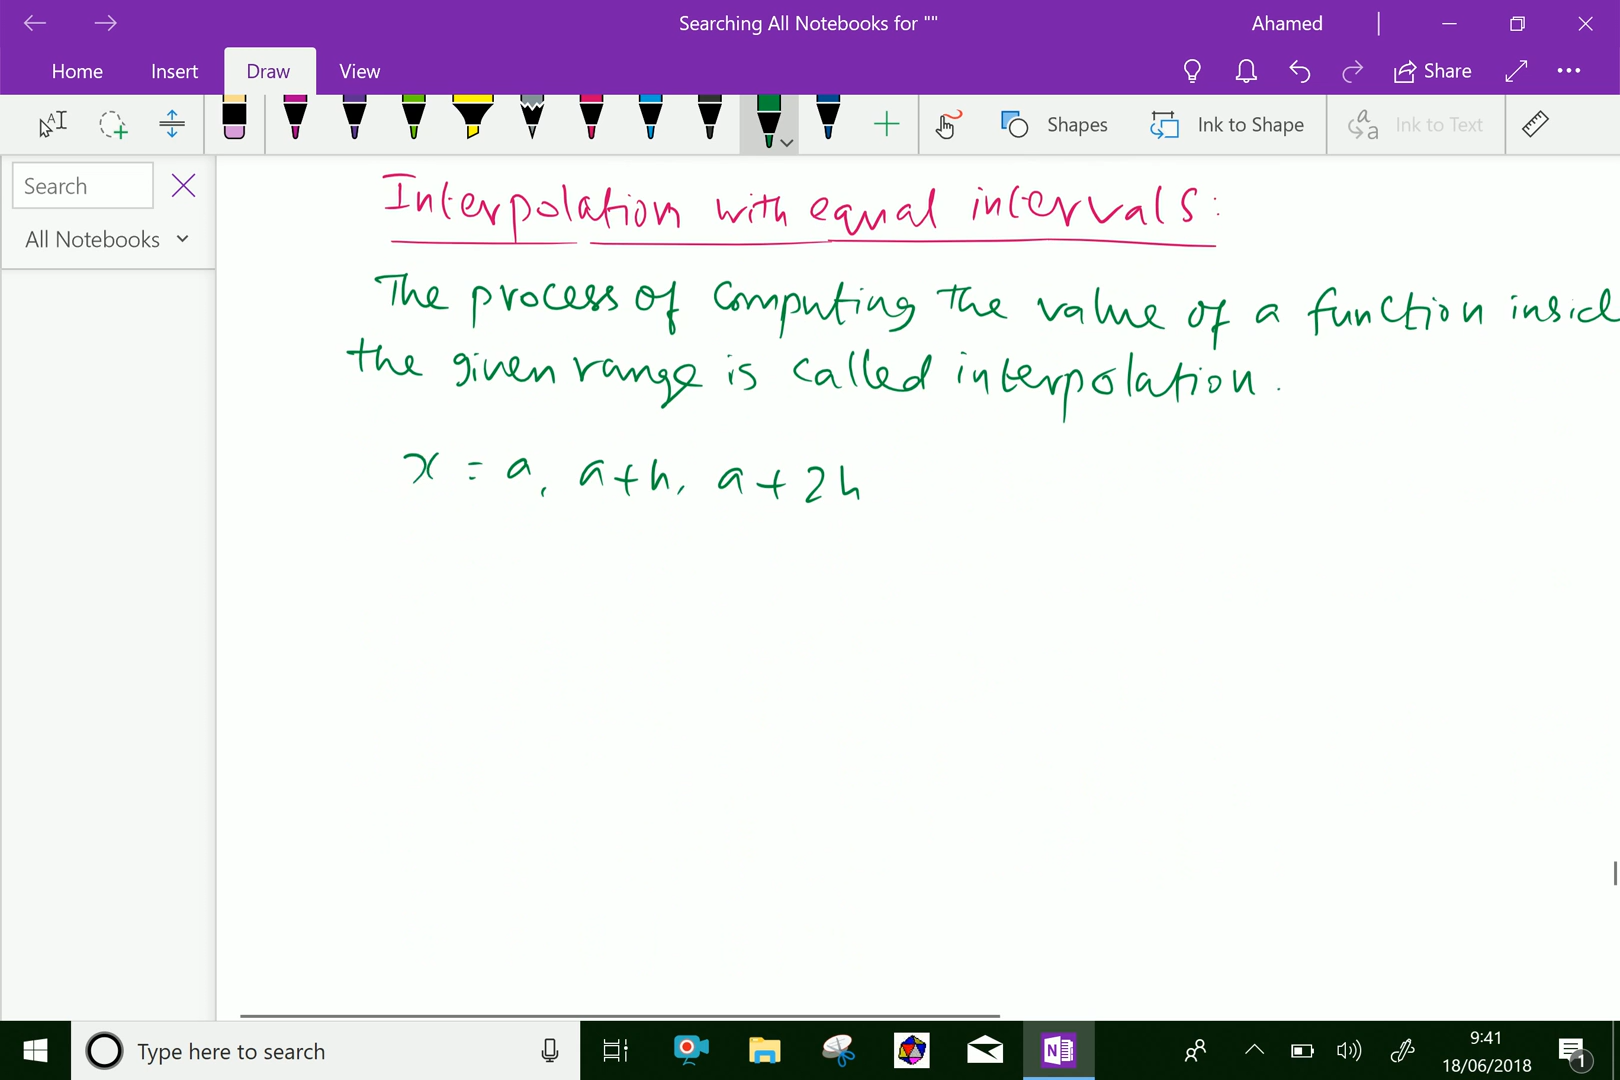 Searching All Notebooks for ""
Ahamed
Home
Insert
Draw
View
Share
Shapes
Ink to Shape
Ink to Text
Search
All Notebooks
Interpolation with equal intervals:
The process of computing the value of a function insid
the given range is called interpolation.
x = a, a+h, a+2h
Type here to search
N
9:41
18/06/2018
1